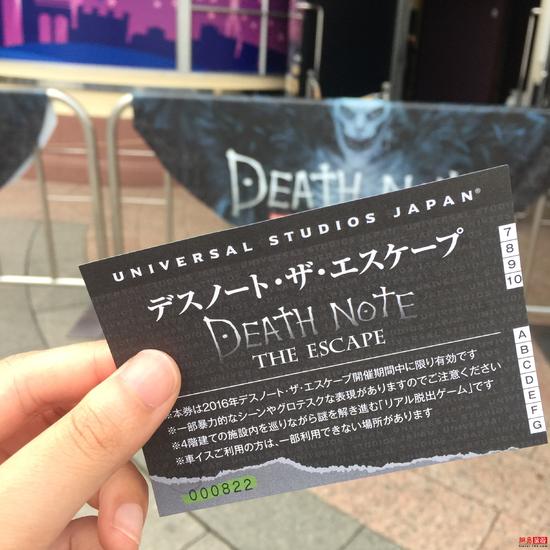 DEATH NOTE
UNIVERSAL STUDIOS JAPAN®
デスノート・ザ・エスケープ
DEATH NOTE
THE ESCAPE
※本券は2016年デスノート・ザ・エスケープ開催期間中に限り有効です
※一部暴力的なシーンやグロテスクな表現がありますのでご注意ください
※4階建ての施設内を巡りながら謎を解き進む「リアル脱出ゲーム」です
※車イスご利用の方は、一部利用できない場所があります
000822
7
8
9
10
A
B
C
D
E
F
G